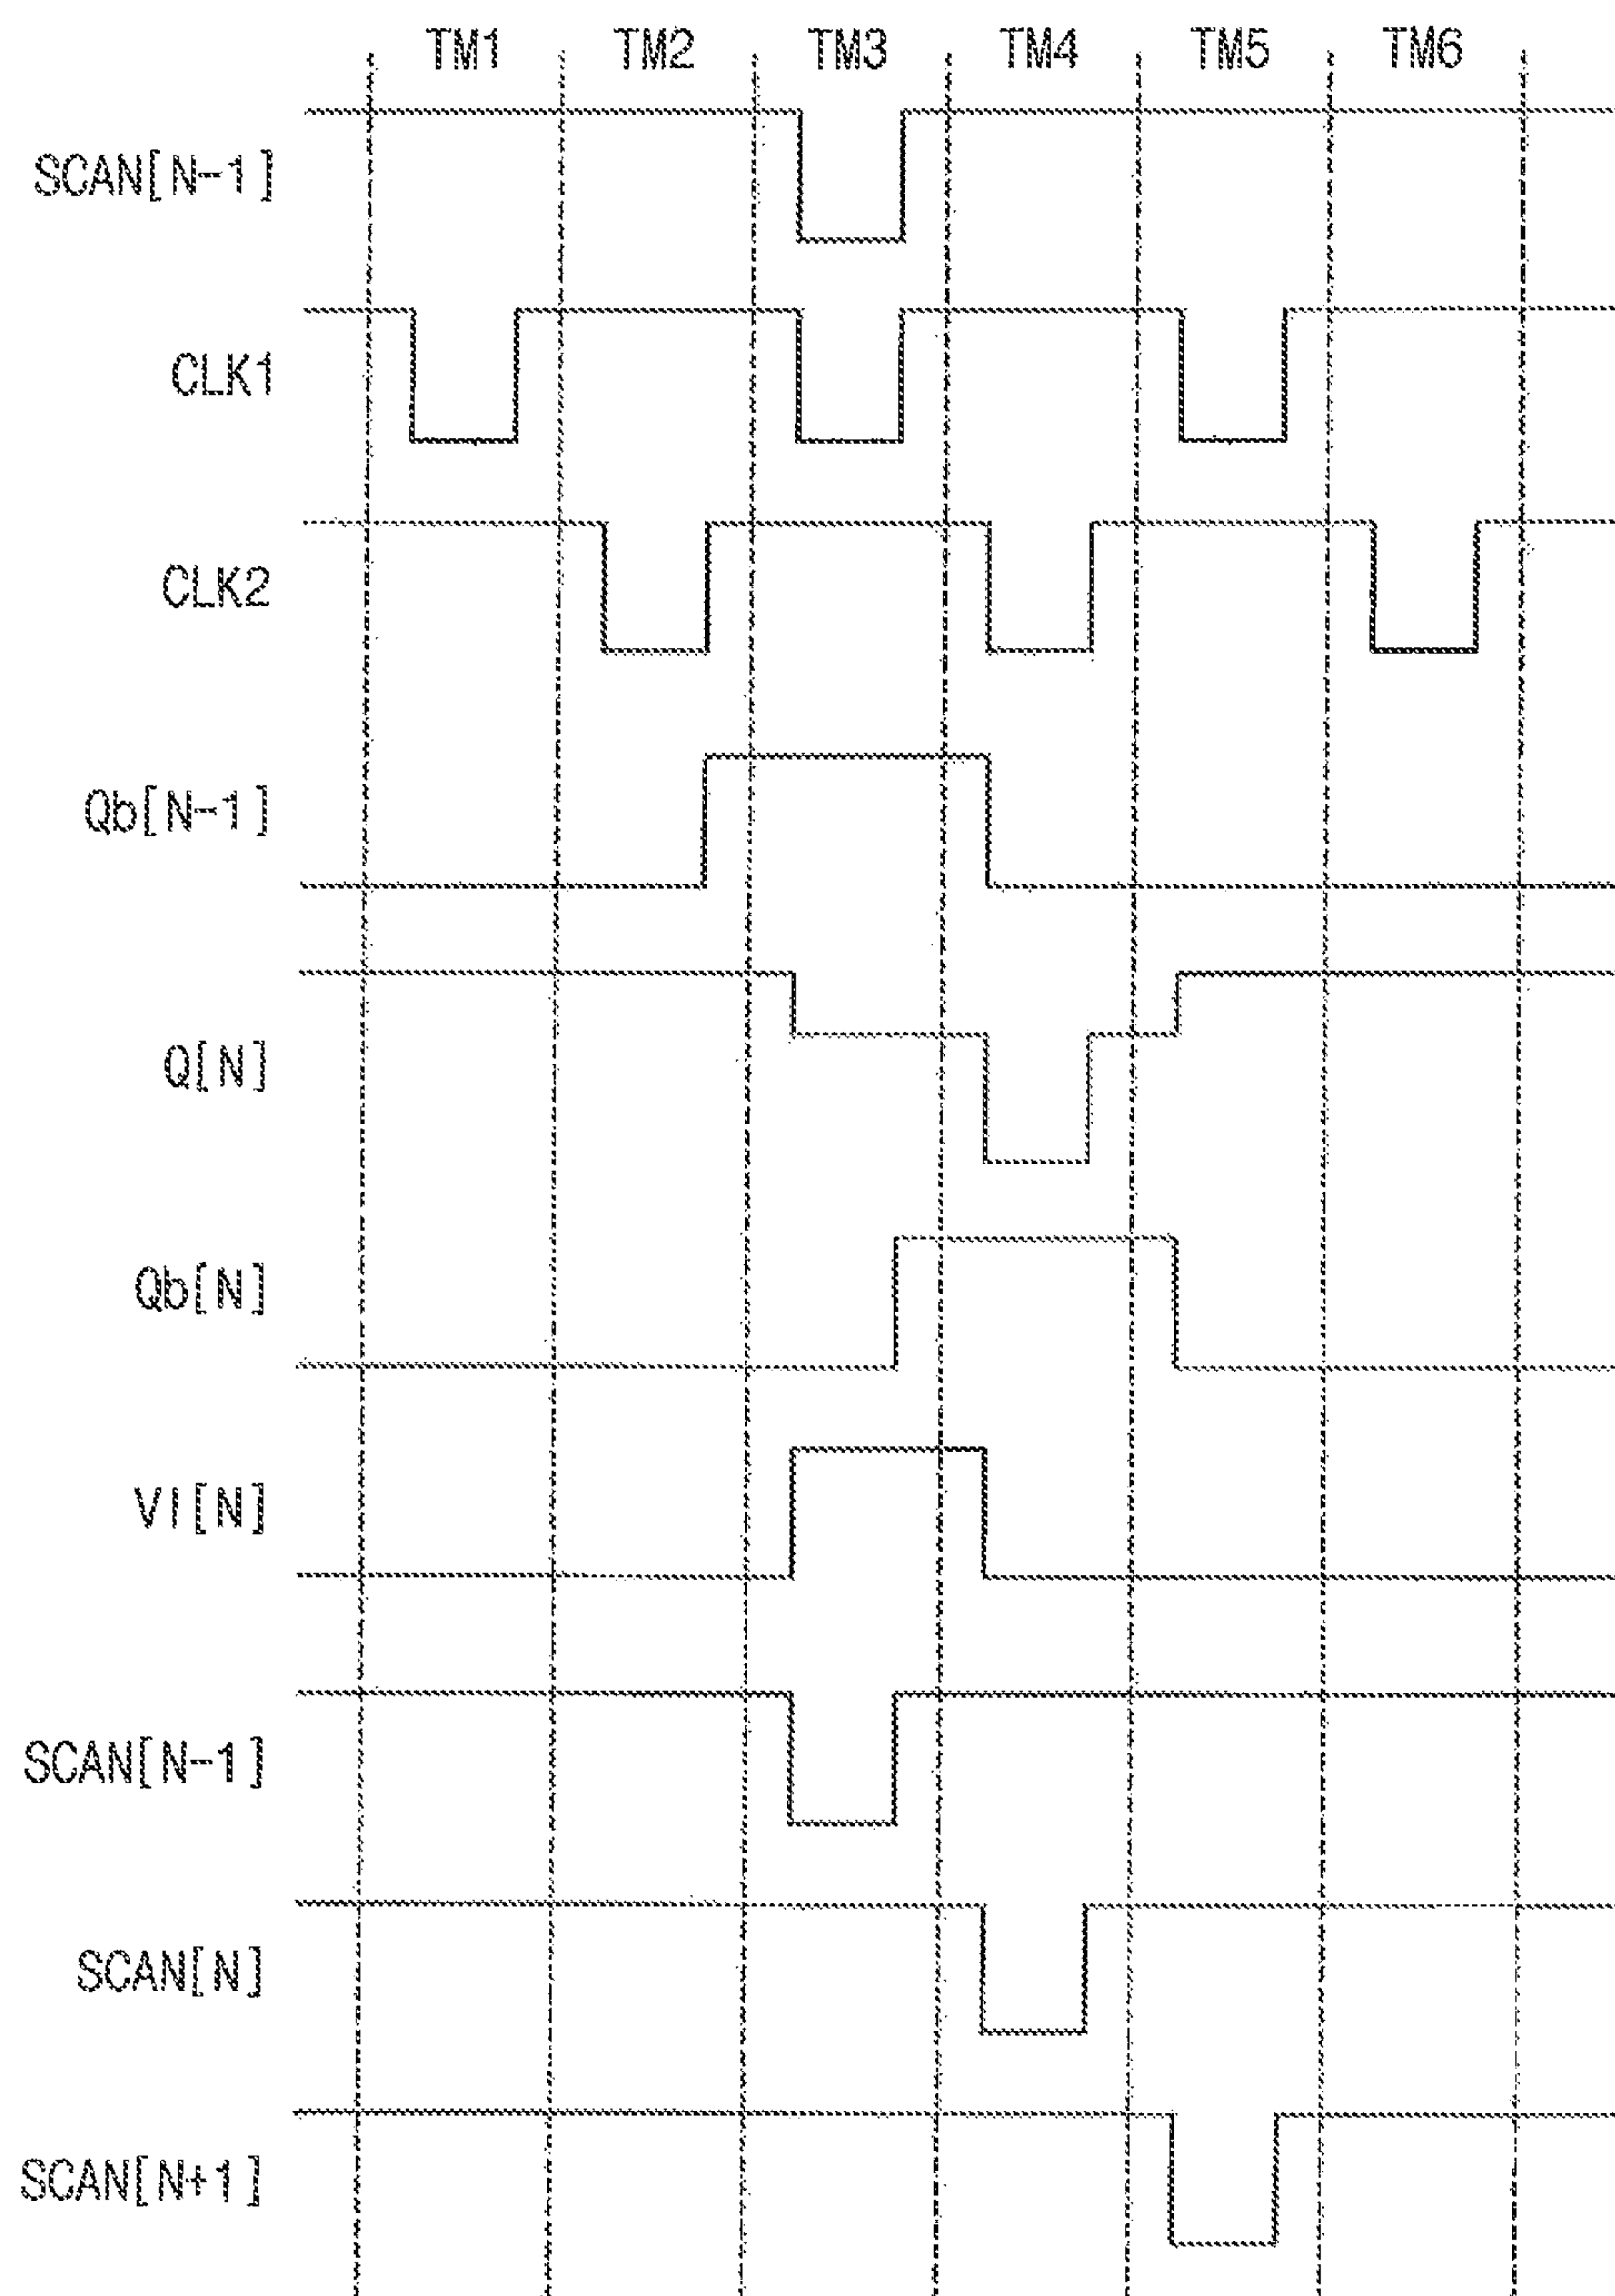 TM1 TM2 TM3 TM4 TM5 TM6
SCAN[N-1]
CLK1
CLK2
Qb[N-1]
Q[N]
Qb[N]
VI[N]
SCAN[N-1]
SCAN[N]
SCAN[N+1]